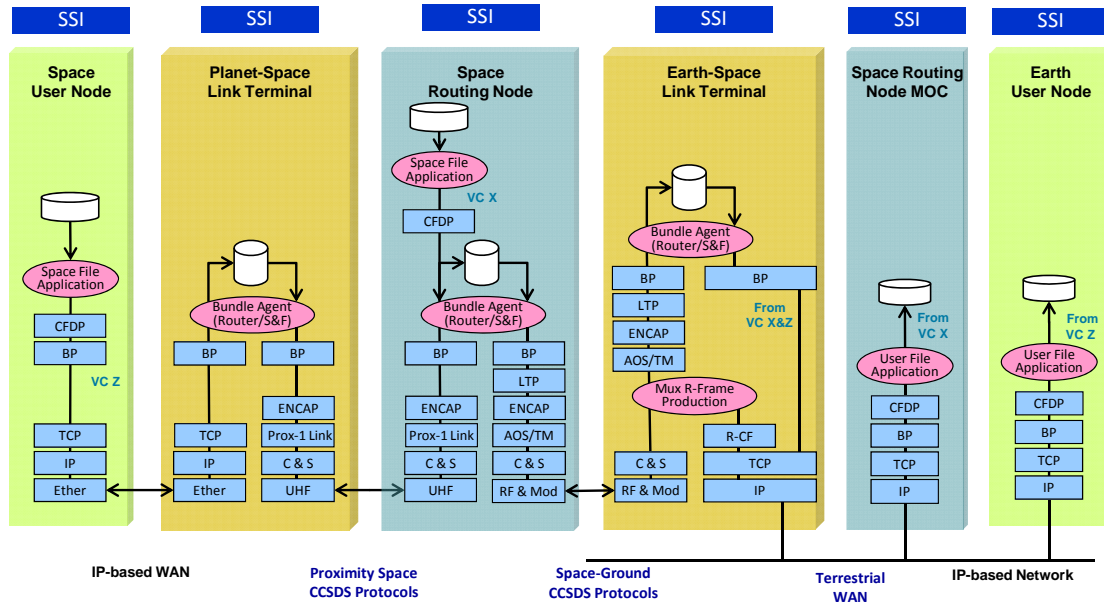 SSI
SSI
SSI
SSI
SSI
SSI
Space
User Node
Space File
Application
CFDP
BP
VC Z
TCP
IP
Ether
Planet-Space
Link Terminal
Bundle Agent
(Router/S&F)
BP
BP
ENCAP
TCP
Prox-1 Link
IP
C & S
Ether
UHF
Space
Routing Node
Space File
Application
VC X
CFDP
Bundle Agent
(Router/S&F)
BP
BP
LTP
ENCAP
ENCAP
Prox-1 Link
AOS/TM
C & S
C & S
UHF
RF & Mod
Earth-Space
Link Terminal
Bundle Agent
(Router/S&F)
BP
BP
LTP
From
VC X&Z
ENCAP
AOS/TM
Mux R-Frame
Production
R-CF
C & S
TCP
RF & Mod
IP
Space Routing
Node MOC
From
VC X
User File
Application
CFDP
BP
TCP
IP
Earth
User Node
From
VC Z
User File
Application
CFDP
BP
TCP
IP
IP-based WAN
Proximity Space
CCSDS Protocols
Space-Ground
CCSDS Protocols
Terrestrial
WAN
IP-based Network